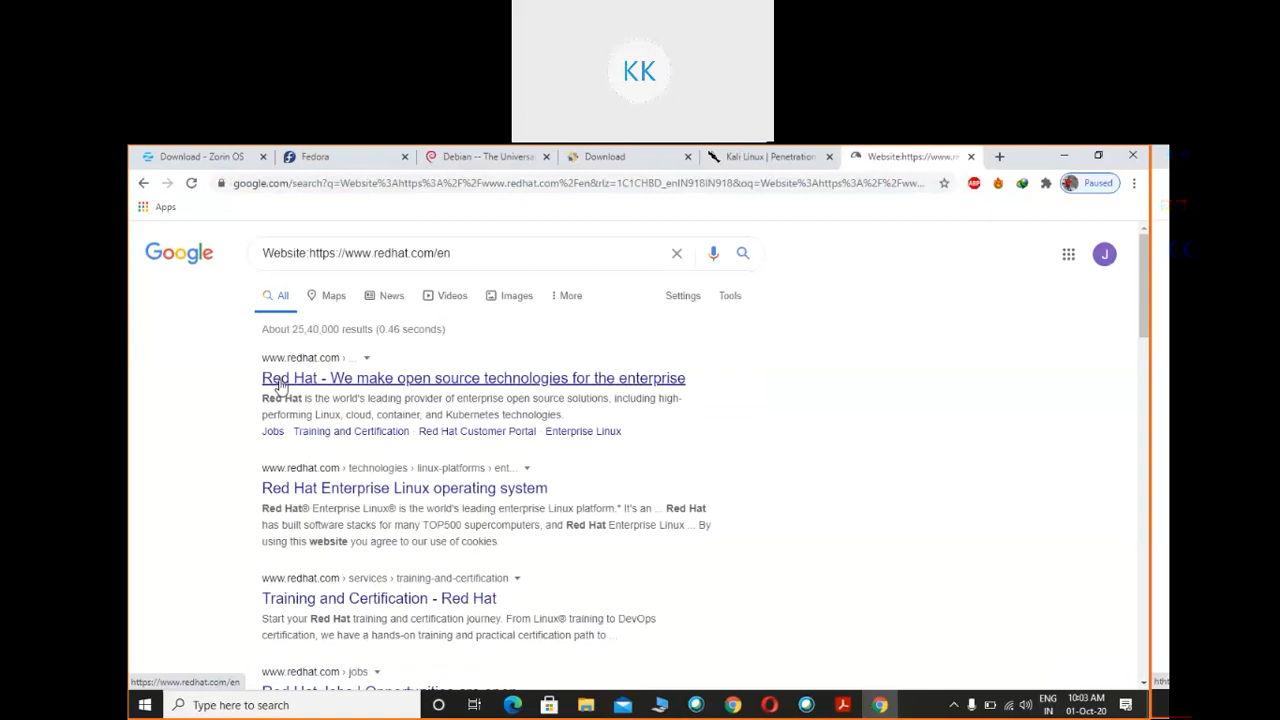 KK
Download - Zorin OS
Fedora
Debian -- The Universa
Download
Kali Linux | Penetration
Website:https://www.r
google.com/search?q=Website%3Ahttps%3A%2F%2Fwww.redhat.com%2Fen&rlz=1C1CHBD_enIN918IN918&oq=Website%3Ahttps%3A%2F%2Fww...
ABP
Paused
Apps
Google
Website:https://www.redhat.com/en
J
All
Maps
News
Videos
Images
More
Settings
Tools
About 25,40,000 results (0.46 seconds)
www.redhat.com › ...
Red Hat - We make open source technologies for the enterprise
Red Hat is the world's leading provider of enterprise open source solutions, including high-
performing Linux, cloud, container, and Kubernetes technologies.
Jobs · Training and Certification · Red Hat Customer Portal · Enterprise Linux
www.redhat.com › technologies › linux-platforms › ent...
Red Hat Enterprise Linux operating system
Red Hat® Enterprise Linux® is the world's leading enterprise Linux platform.* It's an ... Red Hat
has built software stacks for many TOP500 supercomputers, and Red Hat Enterprise Linux ... By
using this website you agree to our use of cookies.
www.redhat.com › services › training-and-certification
Training and Certification - Red Hat
Start your Red Hat training and certification journey. From Linux® training to DevOps
certification, we have a hands-on training and practical certification path to ...
www.redhat.com › jobs
Red Hat Jobs | Opportunities are open
https://www.redhat.com/en
Type here to search
ENG
IN
10:03 AM
01-Oct-20